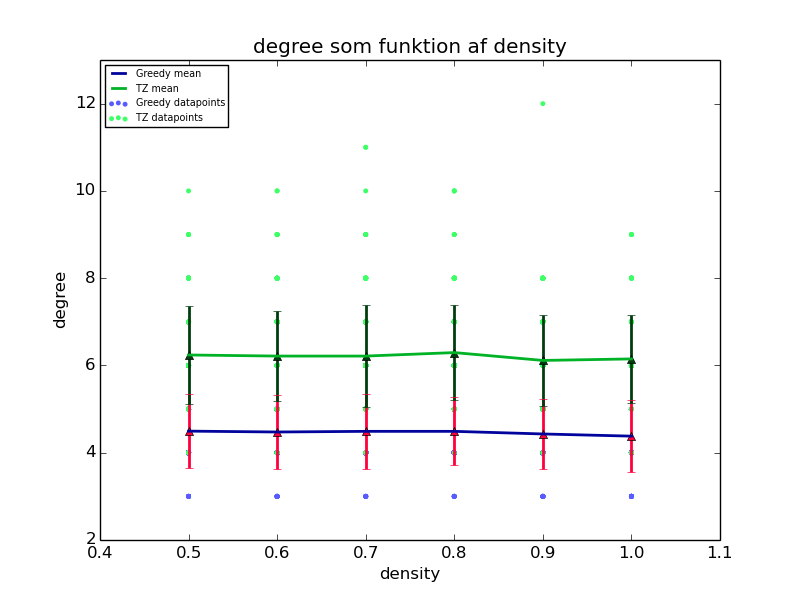 degree som funktion af density
Greedy mean
TZ mean
Greedy datapoints
TZ datapoints
12
10
8
6
4
2
degree
0.4 0.5 0.6 0.7 0.8 0.9 1.0 1.1
density